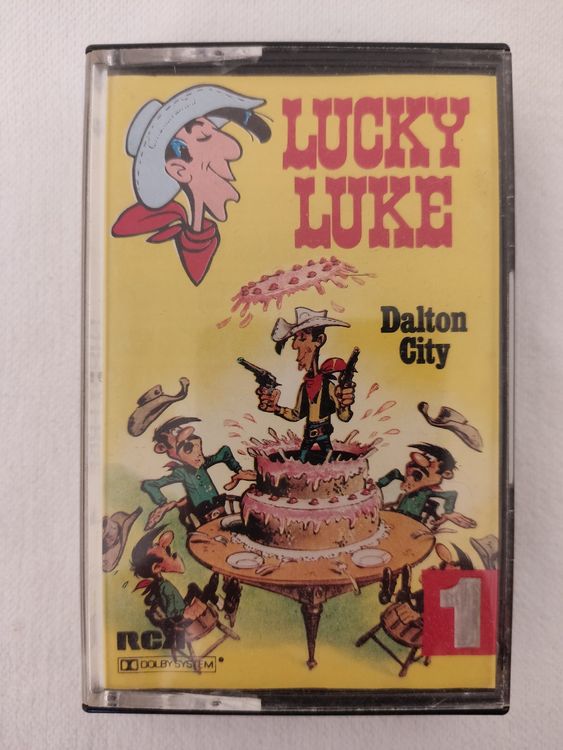 LUCKY
LUKE
Dalton
City
1
RCA
DOLBY SYSTEM